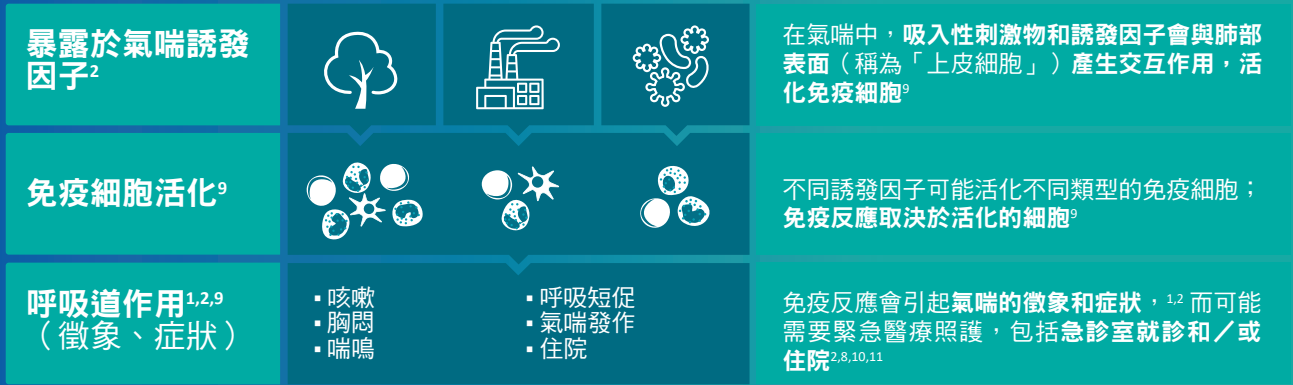 暴露於氣喘誘發
因子2
在氣喘中，吸入性刺激物和誘發因子會與肺部
表面（稱為「上皮細胞」）產生交互作用，活
化免疫細胞9
免疫細胞活化9
不同誘發因子可能活化不同類型的免疫細胞；
免疫反應取決於活化的細胞9
呼吸道作用1,2,9
（徵象、症狀）
▪ 咳嗽
▪ 胸悶
▪ 喘鳴
▪ 呼吸短促
▪ 氣喘發作
▪ 住院
免疫反應會引起氣喘的徵象和症狀，1,2 而可能
需要緊急醫療照護，包括急診室就診和／或
住院2,8,10,11